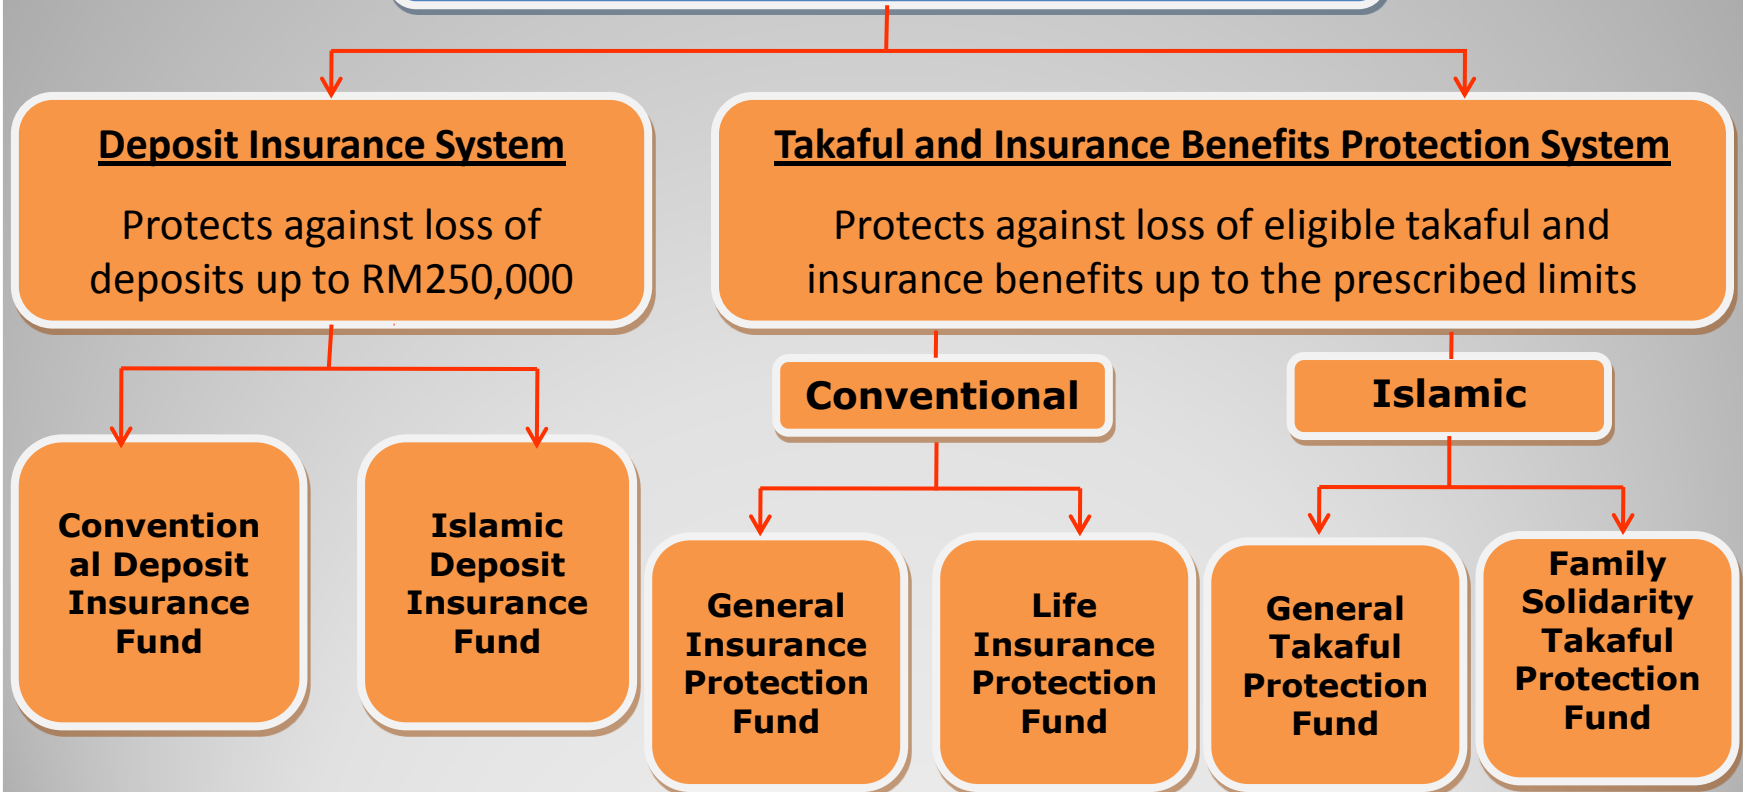 Deposit Insurance System
Protects against loss of
deposits up to RM250,000
Takaful and Insurance Benefits Protection System
Protects against loss of eligible takaful and
insurance benefits up to the prescribed limits
Conventional
Islamic
Convention
al Deposit
Insurance
Fund
Islamic
Deposit
Insurance
Fund
General
Insurance
Protection
Fund
Life
Insurance
Protection
Fund
General
Takaful
Protection
Fund
Family
Solidarity
Takaful
Protection
Fund